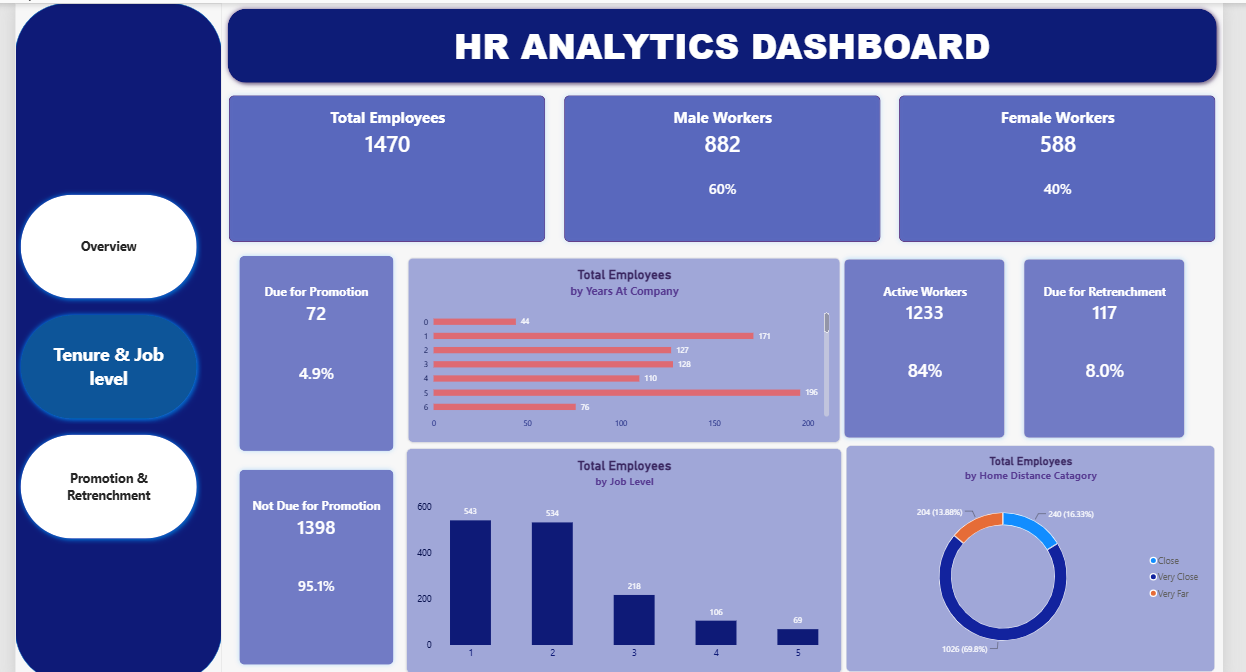 HR ANALYTICS DASHBOARD
Total Employees
1470
Male Workers
882
60%
Female Workers
588
40%
Overview
Tenure & Job
level
Promotion &
Retrenchment
Due for Promotion
72
4.9%
Total Employees
by Years At Company
0 44
1 171
2 127
3 128
4 110
5 196
6 76
0 50 100 150 200
Active Workers
1233
84%
Due for Retrenchment
117
8.0%
Not Due for Promotion
1398
95.1%
Total Employees
by Job Level
600
400
200
0
543
534
218
106
69
1 2 3 4 5
Total Employees
by Home Distance Catagory
204 (13.88%)
240 (16.33%)
1026 (69.8%)
Close
Very Close
Very Far